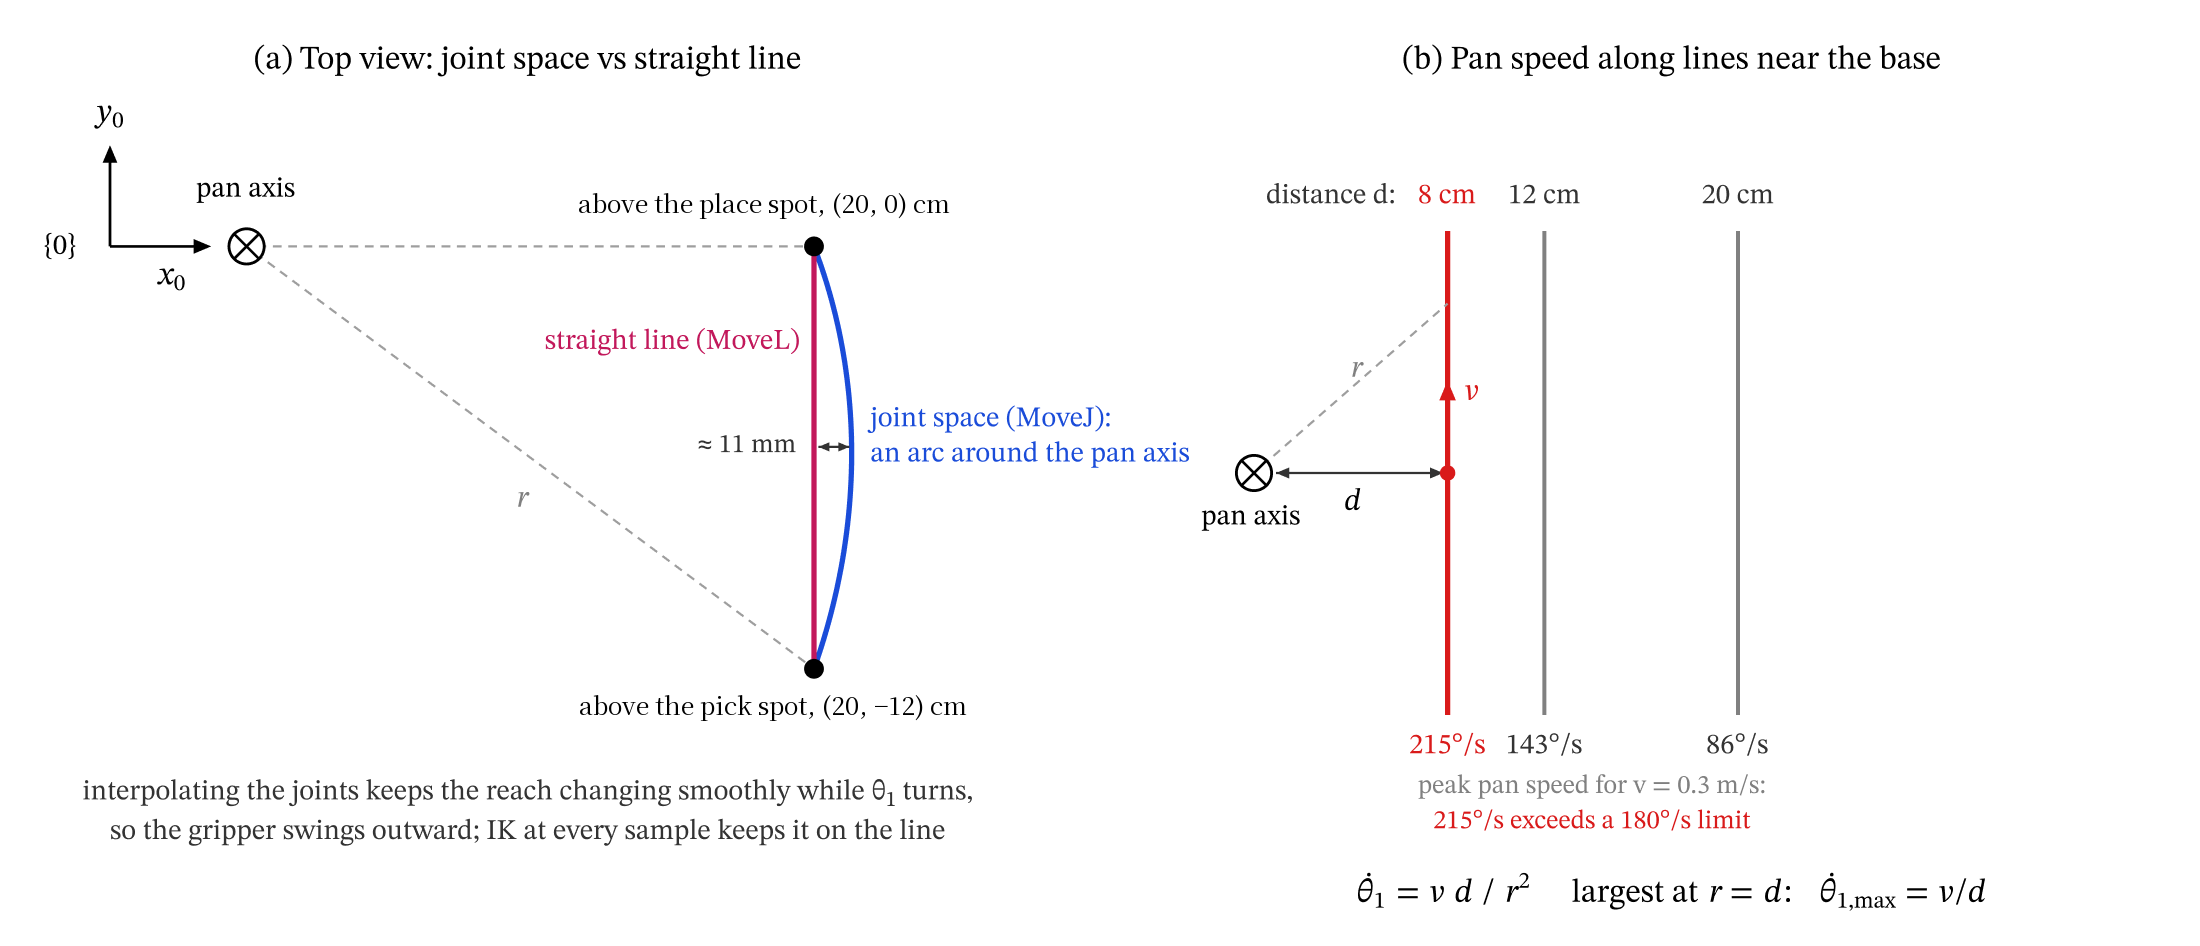 (a) Top view: joint space vs straight line
y₀
pan axis
{0}
x₀
above the place spot, (20, 0) cm
straight line (MoveL)
≈ 11 mm
joint space (MoveJ):
an arc around the pan axis
r
above the pick spot, (20, −12) cm
interpolating the joints keeps the reach changing smoothly while θ₁ turns,
so the gripper swings outward; IK at every sample keeps it on the line
(b) Pan speed along lines near the base
distance d: 8 cm 12 cm 20 cm
r
v
d
pan axis
215°/s 143°/s 86°/s
peak pan speed for v = 0.3 m/s:
215°/s exceeds a 180°/s limit
θ̇₁ = v d / r² largest at r = d: θ̇₁,max = v/d